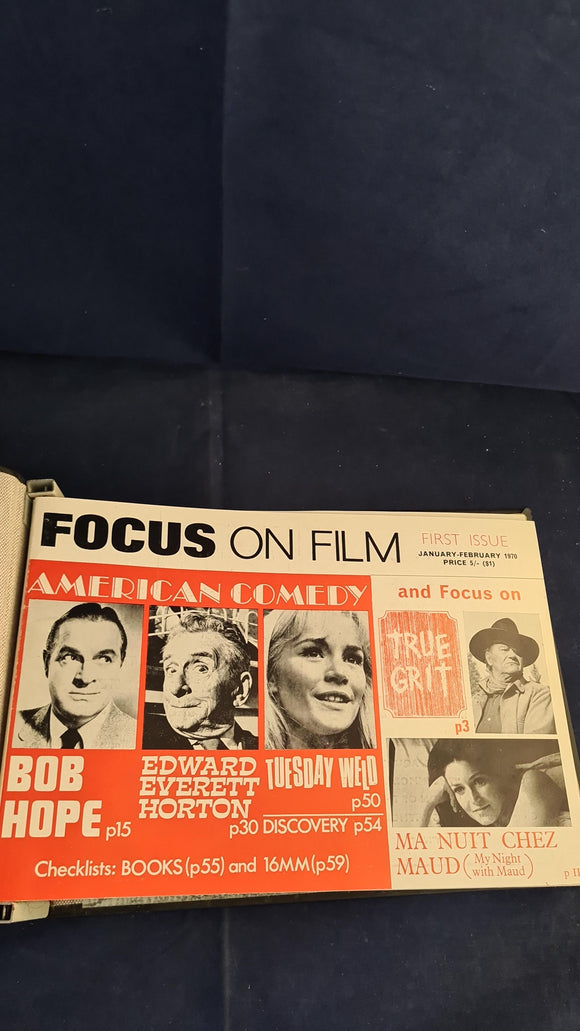 FOCUS ON FILM
FIRST ISSUE
JANUARY-FEBRUARY 1970
PRICE 5/- ($1)
AMERICAN COMEDY
BOB
HOPE p15
EDWARD
EVERETT
HORTON
p30
TUESDAY WELD
p50
DISCOVERY p54
Checklists: BOOKS (p55) and 16MM (p59)
and Focus on
TRUE
GRIT
p3
MA NUIT CHEZ
MAUD (My Night
with Maud)